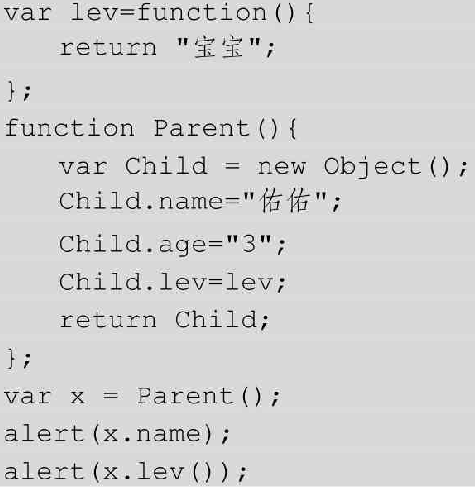 var lev=function(){
return "宝宝";
};
function Parent(){
var Child = new Object();
Child.name="佑佑";
Child.age="3";
Child.lev=lev;
return Child;
};
var x = Parent();
alert(x.name);
alert(x.lev());